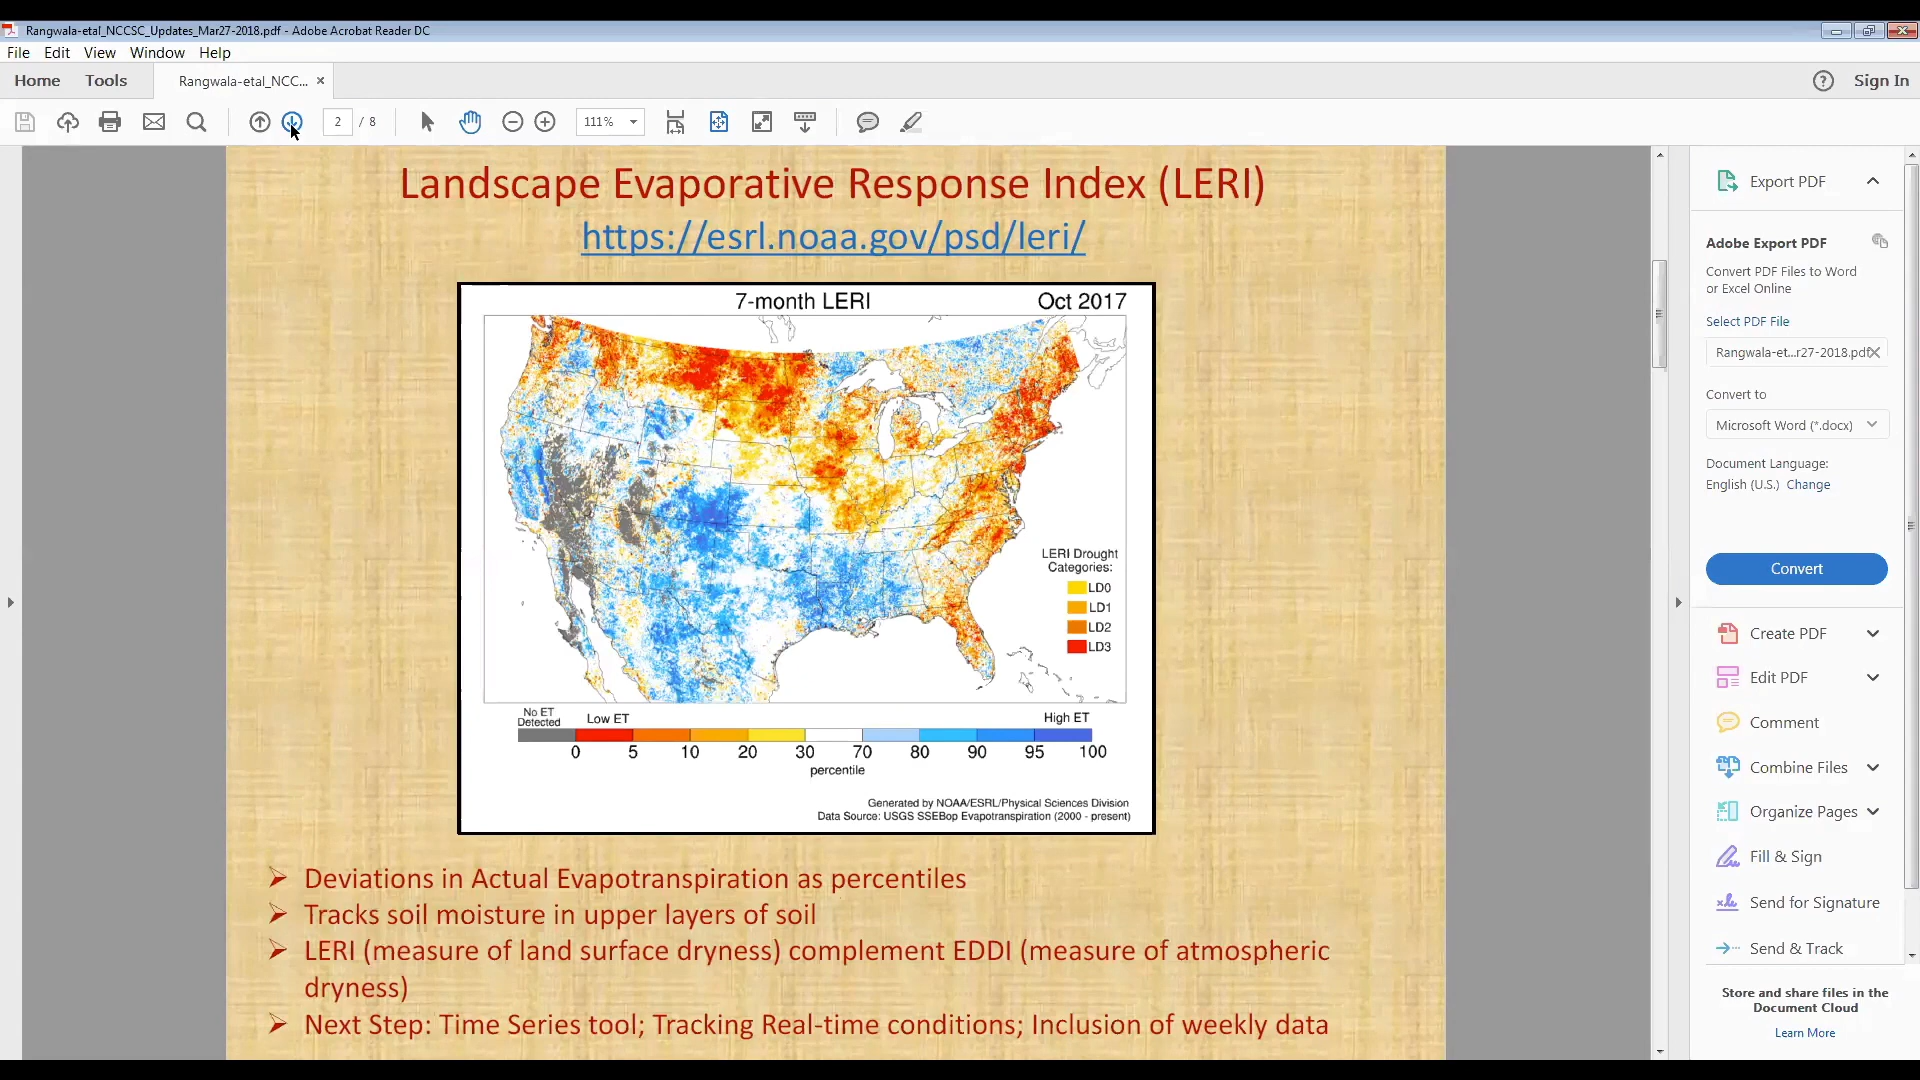 Rangwala-etal_NCCSC_Updates_Mar27-2018.pdf - Adobe Acrobat Reader DC
File Edit View Window Help
Home Tools Rangwala-etal_NCC... × Sign In
2 / 8 111%
Landscape Evaporative Response Index (LERI)
https://esrl.noaa.gov/psd/leri/
7-month LERI Oct 2017
LERI Drought
Categories:
LD0
LD1
LD2
LD3
No ET
Detected
Low ET High ET
0 5 10 20 30 70 80 90 95 100
percentile
Generated by NOAA/ESRL/Physical Sciences Division
Data Source: USGS SSEBop Evapotranspiration (2000 - present)
➢ Deviations in Actual Evapotranspiration as percentiles
➢ Tracks soil moisture in upper layers of soil
➢ LERI (measure of land surface dryness) complement EDDI (measure of atmospheric
dryness)
➢ Next Step: Time Series tool; Tracking Real-time conditions; Inclusion of weekly data
Export PDF
Adobe Export PDF
Convert PDF Files to Word
or Excel Online
Select PDF File
Rangwala-et...r27-2018.pdf
Convert to
Microsoft Word (*.docx)
Document Language:
English (U.S.) Change
Convert
Create PDF
Edit PDF
Comment
Combine Files
Organize Pages
Fill & Sign
Send for Signature
Send & Track
Store and share files in the
Document Cloud
Learn More